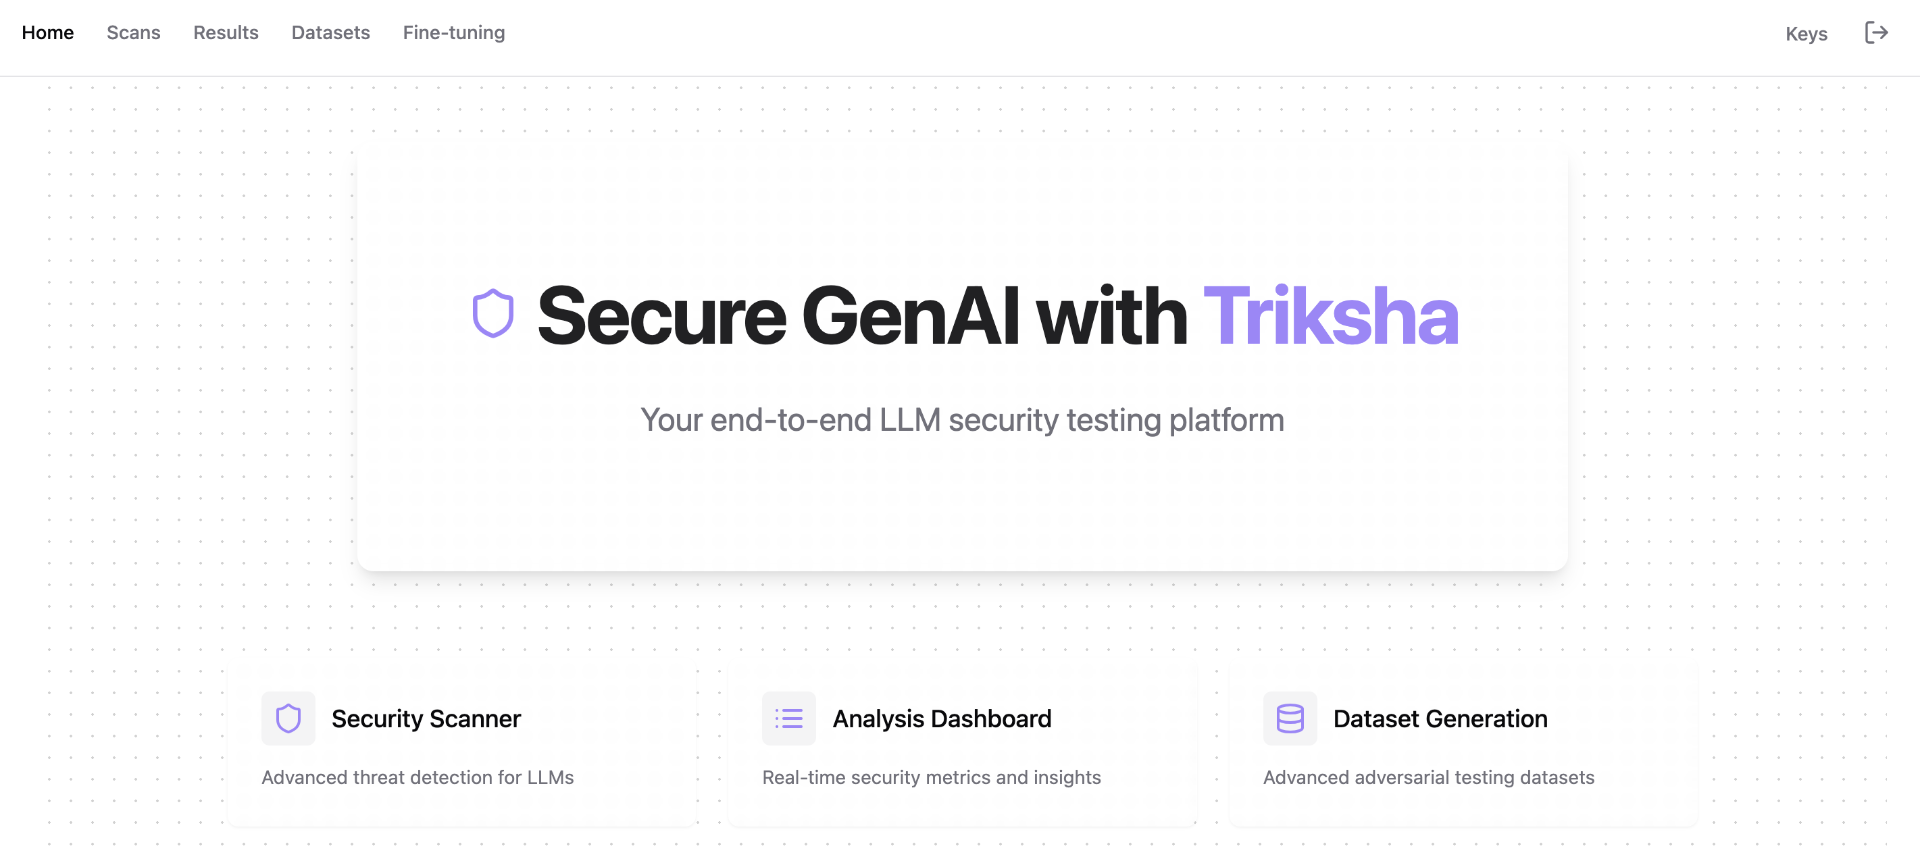 Home Scans Results Datasets Fine-tuning Keys
Secure GenAI with Triksha
Your end-to-end LLM security testing platform
Security Scanner
Advanced threat detection for LLMs
Analysis Dashboard
Real-time security metrics and insights
Dataset Generation
Advanced adversarial testing datasets